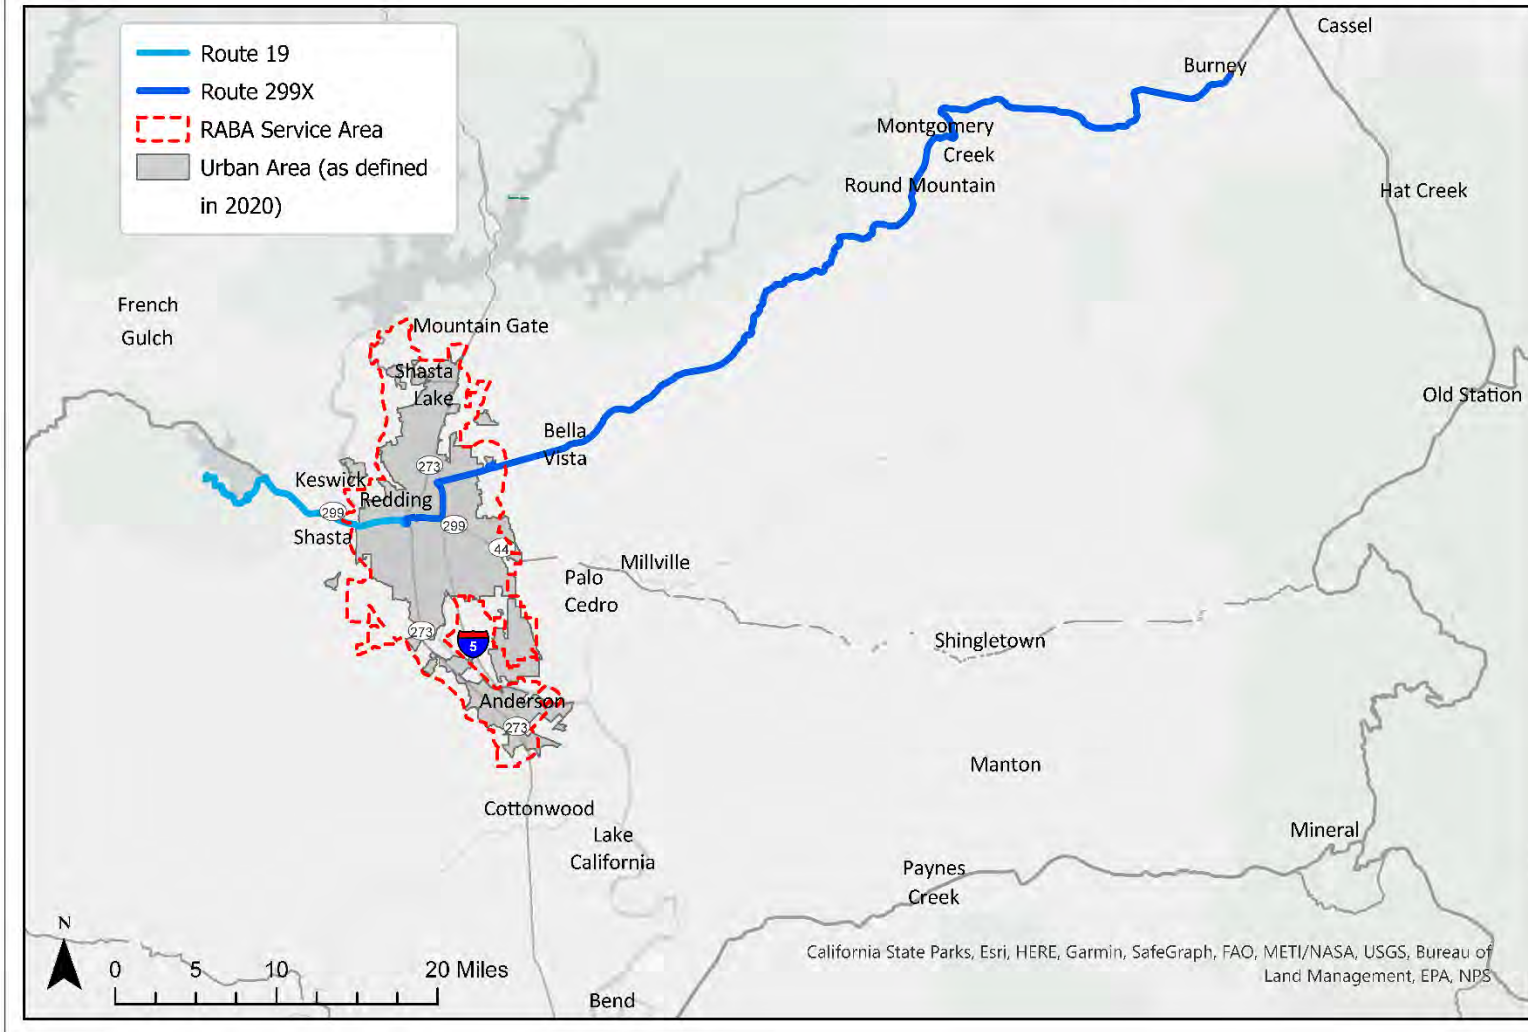 Route 19
Route 299X
RABA Service Area
Urban Area (as defined
in 2020)
Cassel
Burney
Montgomery
Creek
Round Mountain
Hat Creek
French
Gulch
Mountain Gate
Shasta
Lake
Old Station
Bella
Vista
273
Keswick
Redding
299
299
Shasta
44
Millville
Palo
Cedro
273
5
Shingletown
Anderson
273
Manton
Cottonwood
Lake
California
Mineral
Paynes
Creek
N
0 5 10 20 Miles
California State Parks, Esri, HERE, Garmin, SafeGraph, FAO, METI/NASA, USGS, Bureau of
Land Management, EPA, NPS
Bend